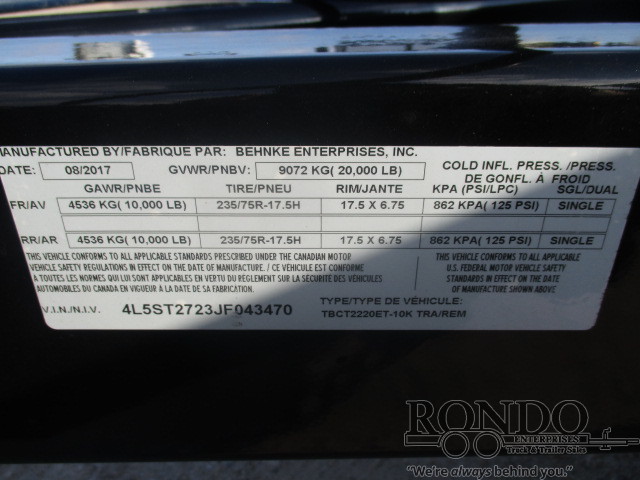 MANUFACTURED BY/FABRIQUE PAR: BEHNKE ENTERPRISES, INC.
DATE: 08/2017 GVWR/PNBV: 9072 KG( 20,000 LB) COLD INFL. PRESS. /PRESS. DE GONFL. À FROID
GAWR/PNBE TIRE/PNEU RIM/JANTE KPA (PSI/LPC) SGL/DUAL
FR/AV 4536 KG( 10,000 LB) 235/75R-17.5H 17.5 X 6.75 862 KPA( 125 PSI) SINGLE
RR/AR 4536 KG( 10,000 LB) 235/75R-17.5H 17.5 X 6.75 862 KPA( 125 PSI) SINGLE
THIS VEHICLE CONFORMS TO ALL APPLICABLE STANDARDS PRESCRIBED UNDER THE CANADIAN MOTOR
VEHICLE SAFETY REGULATIONS IN EFFECT ON THE DATE OF MANUFACTURE. / CE VÉHICULE EST CONFORME
A TOUTES LES NORMES QUI LUI SONT APPLICABLES EN VERTU DU RÈGLEMENT SUR LA SÉCURITÉ DES VÉHICULES
AUTOMOBILES DU CANADA EN VIGUEUR À LA DATE DE SA FABRICATION.
THIS VEHICLE CONFORMS TO ALL APPLICABLE
U.S. FEDERAL MOTOR VEHICLE SAFETY
STANDARDS IN EFFECT ON THE DATE
OF MANUFACTURE SHOWN ABOVE.
V.I.N./N.I.V. 4L5ST2723JF043470 TYPE/TYPE DE VÉHICULE:
TBCT2220ET-10K TRA/REM
RONDO
ENTERPRISES
Truck & Trailer Sales
"We're always behind you."